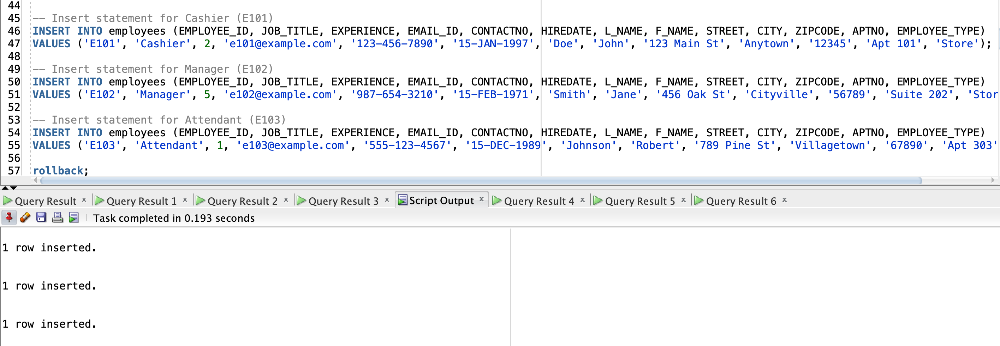 44
45 -- Insert statement for Cashier (E101)
46 INSERT INTO employees (EMPLOYEE_ID, JOB_TITLE, EXPERIENCE, EMAIL_ID, CONTACTNO, HIREDATE, L_NAME, F_NAME, STREET, CITY, ZIPCODE, APTNO, EMPLOYEE_TYPE)
47 VALUES ('E101', 'Cashier', 2, 'e101@example.com', '123-456-7890', '15-JAN-1997', 'Doe', 'John', '123 Main St', 'Anytown', '12345', 'Apt 101', 'Store');
48
49 -- Insert statement for Manager (E102)
50 INSERT INTO employees (EMPLOYEE_ID, JOB_TITLE, EXPERIENCE, EMAIL_ID, CONTACTNO, HIREDATE, L_NAME, F_NAME, STREET, CITY, ZIPCODE, APTNO, EMPLOYEE_TYPE)
51 VALUES ('E102', 'Manager', 5, 'e102@example.com', '987-654-3210', '15-FEB-1971', 'Smith', 'Jane', '456 Oak St', 'Cityville', '56789', 'Suite 202', 'Stor
52
53 -- Insert statement for Attendant (E103)
54 INSERT INTO employees (EMPLOYEE_ID, JOB_TITLE, EXPERIENCE, EMAIL_ID, CONTACTNO, HIREDATE, L_NAME, F_NAME, STREET, CITY, ZIPCODE, APTNO, EMPLOYEE_TYPE)
55 VALUES ('E103', 'Attendant', 1, 'e103@example.com', '555-123-4567', '15-DEC-1989', 'Johnson', 'Robert', '789 Pine St', 'Villagetown', '67890', 'Apt 303'
56
57 rollback;
Query Result x Query Result 1 x Query Result 2 x Query Result 3 x Script Output x Query Result 4 x Query Result 5 x Query Result 6 x
Task completed in 0.193 seconds
1 row inserted.
1 row inserted.
1 row inserted.